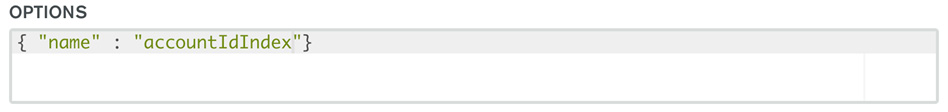 OPTIONS
{ "name" : "accountIdIndex"}